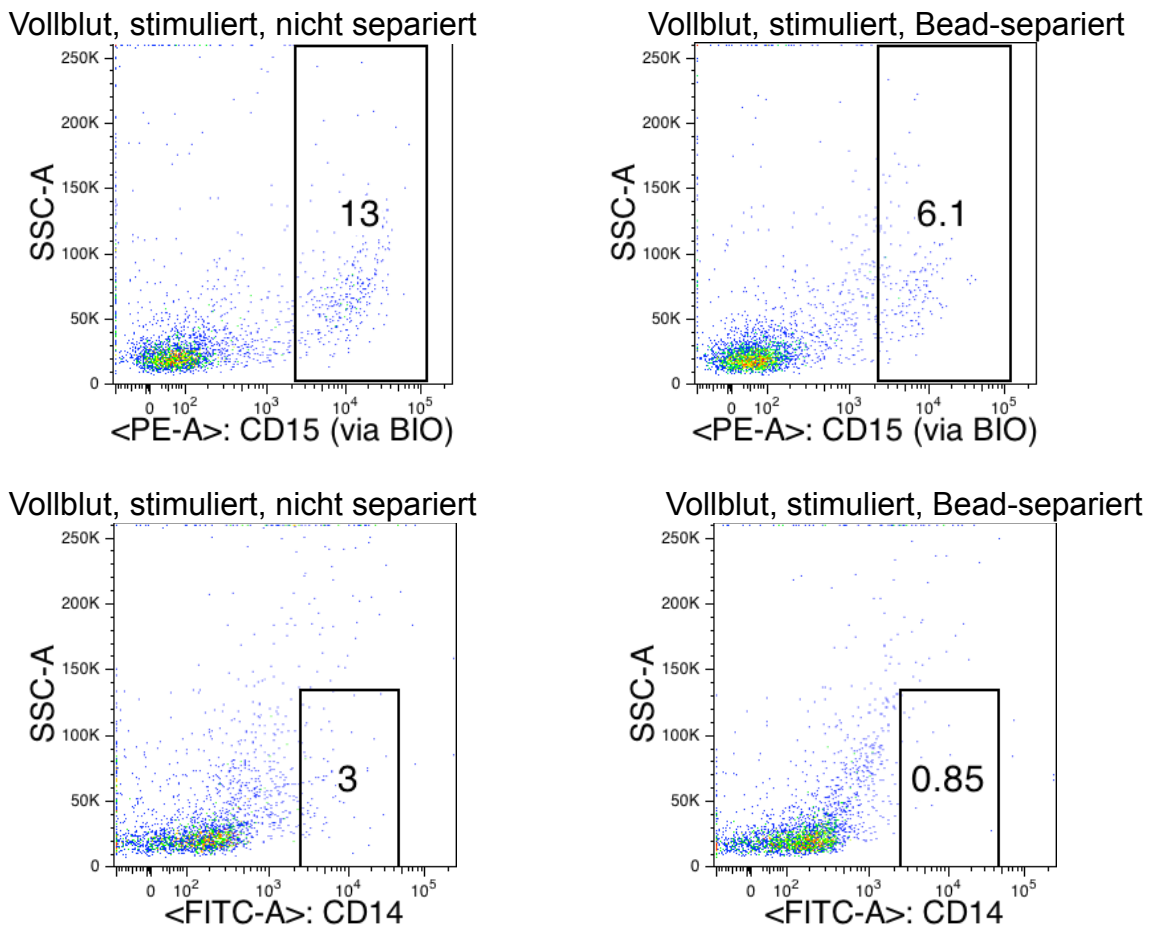 Vollblut, stimuliert, nicht separiert
250K
200K
150K
100K
50K
0
SSC-A
13
0 10² 10³ 10⁴ 10⁵
<PE-A>: CD15 (via BIO)
Vollblut, stimuliert, Bead-separiert
250K
200K
150K
100K
50K
0
SSC-A
6.1
0 10² 10³ 10⁴ 10⁵
<PE-A>: CD15 (via BIO)
Vollblut, stimuliert, nicht separiert
250K
200K
150K
100K
50K
0
SSC-A
3
0 10² 10³ 10⁴ 10⁵
<FITC-A>: CD14
Vollblut, stimuliert, Bead-separiert
250K
200K
150K
100K
50K
0
SSC-A
0.85
0 10² 10³ 10⁴ 10⁵
<FITC-A>: CD14